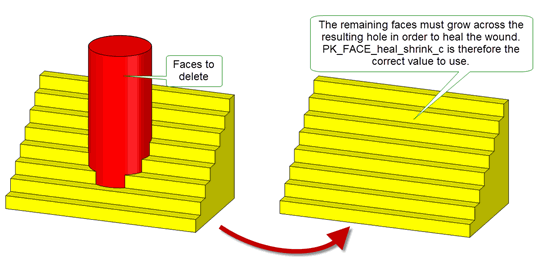 Faces to
delete
The remaining faces must grow across the
resulting hole in order to heal the wound.
PK_FACE_heal_shrink_c is therefore the
correct value to use.